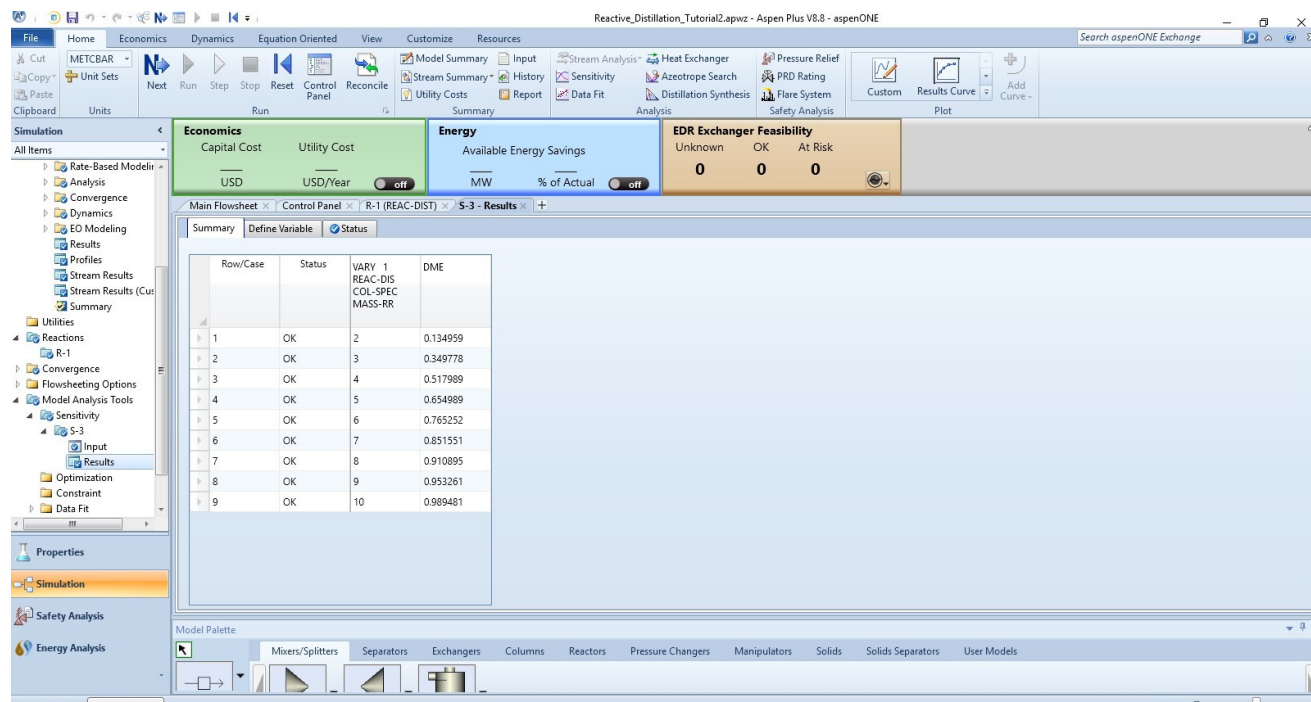 Reactive_Distillation_Tutorial2.apwz - Aspen Plus V8.8 - aspenONE
File Home Economics Dynamics Equation Oriented View Customize Resources Search aspenONE Exchange
Cut METCBAR Model Summary Input Stream Analysis Heat Exchanger Pressure Relief
Copy Unit Sets Stream Summary History Sensitivity Azeotrope Search PRD Rating
Paste Next Run Step Stop Reset Control Panel Reconcile Utility Costs Report Data Fit Distillation Synthesis Flare System Custom Results Curve Add Curve
Clipboard Units Run Summary Analysis Safety Analysis Plot
Simulation
All Items
Rate-Based Modelin
Analysis
Convergence
Dynamics
EO Modeling
Results
Profiles
Stream Results
Stream Results (Cus
Summary
Utilities
Reactions
R-1
Convergence
Flowsheeting Options
Model Analysis Tools
Sensitivity
S-3
Input
Results
Optimization
Constraint
Data Fit
Properties
Simulation
Safety Analysis
Energy Analysis
Economics
Capital Cost Utility Cost
USD USD/Year off
Energy
Available Energy Savings
MW % of Actual off
EDR Exchanger Feasibility
Unknown OK At Risk
0 0 0
Main Flowsheet Control Panel R-1 (REAC-DIST) S-3 - Results +
Summary Define Variable Status
Row/Case Status VARY 1 DME
REAC-DIS
COL-SPEC
MASS-RR
1 OK 2 0.134959
2 OK 3 0.349778
3 OK 4 0.517989
4 OK 5 0.654989
5 OK 6 0.765252
6 OK 7 0.851551
7 OK 8 0.910895
8 OK 9 0.953261
9 OK 10 0.989481
Model Palette
Mixers/Splitters Separators Exchangers Columns Reactors Pressure Changers Manipulators Solids Solids Separators User Models